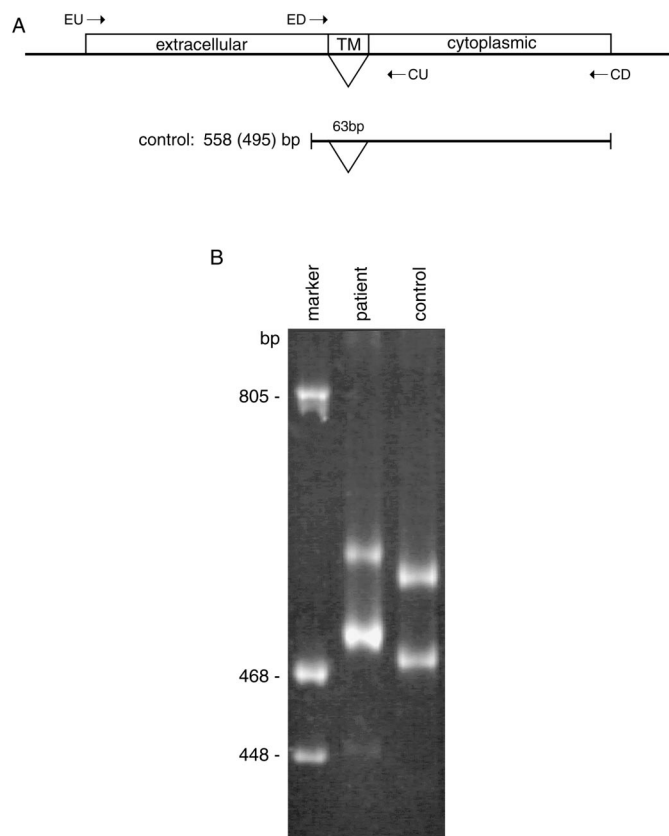 A
EU → ED →
extracellular TM cytoplasmic
←CU ←CD
63bp
control: 558 (495) bp
B
marker patient control
bp
805 -
468 -
448 -